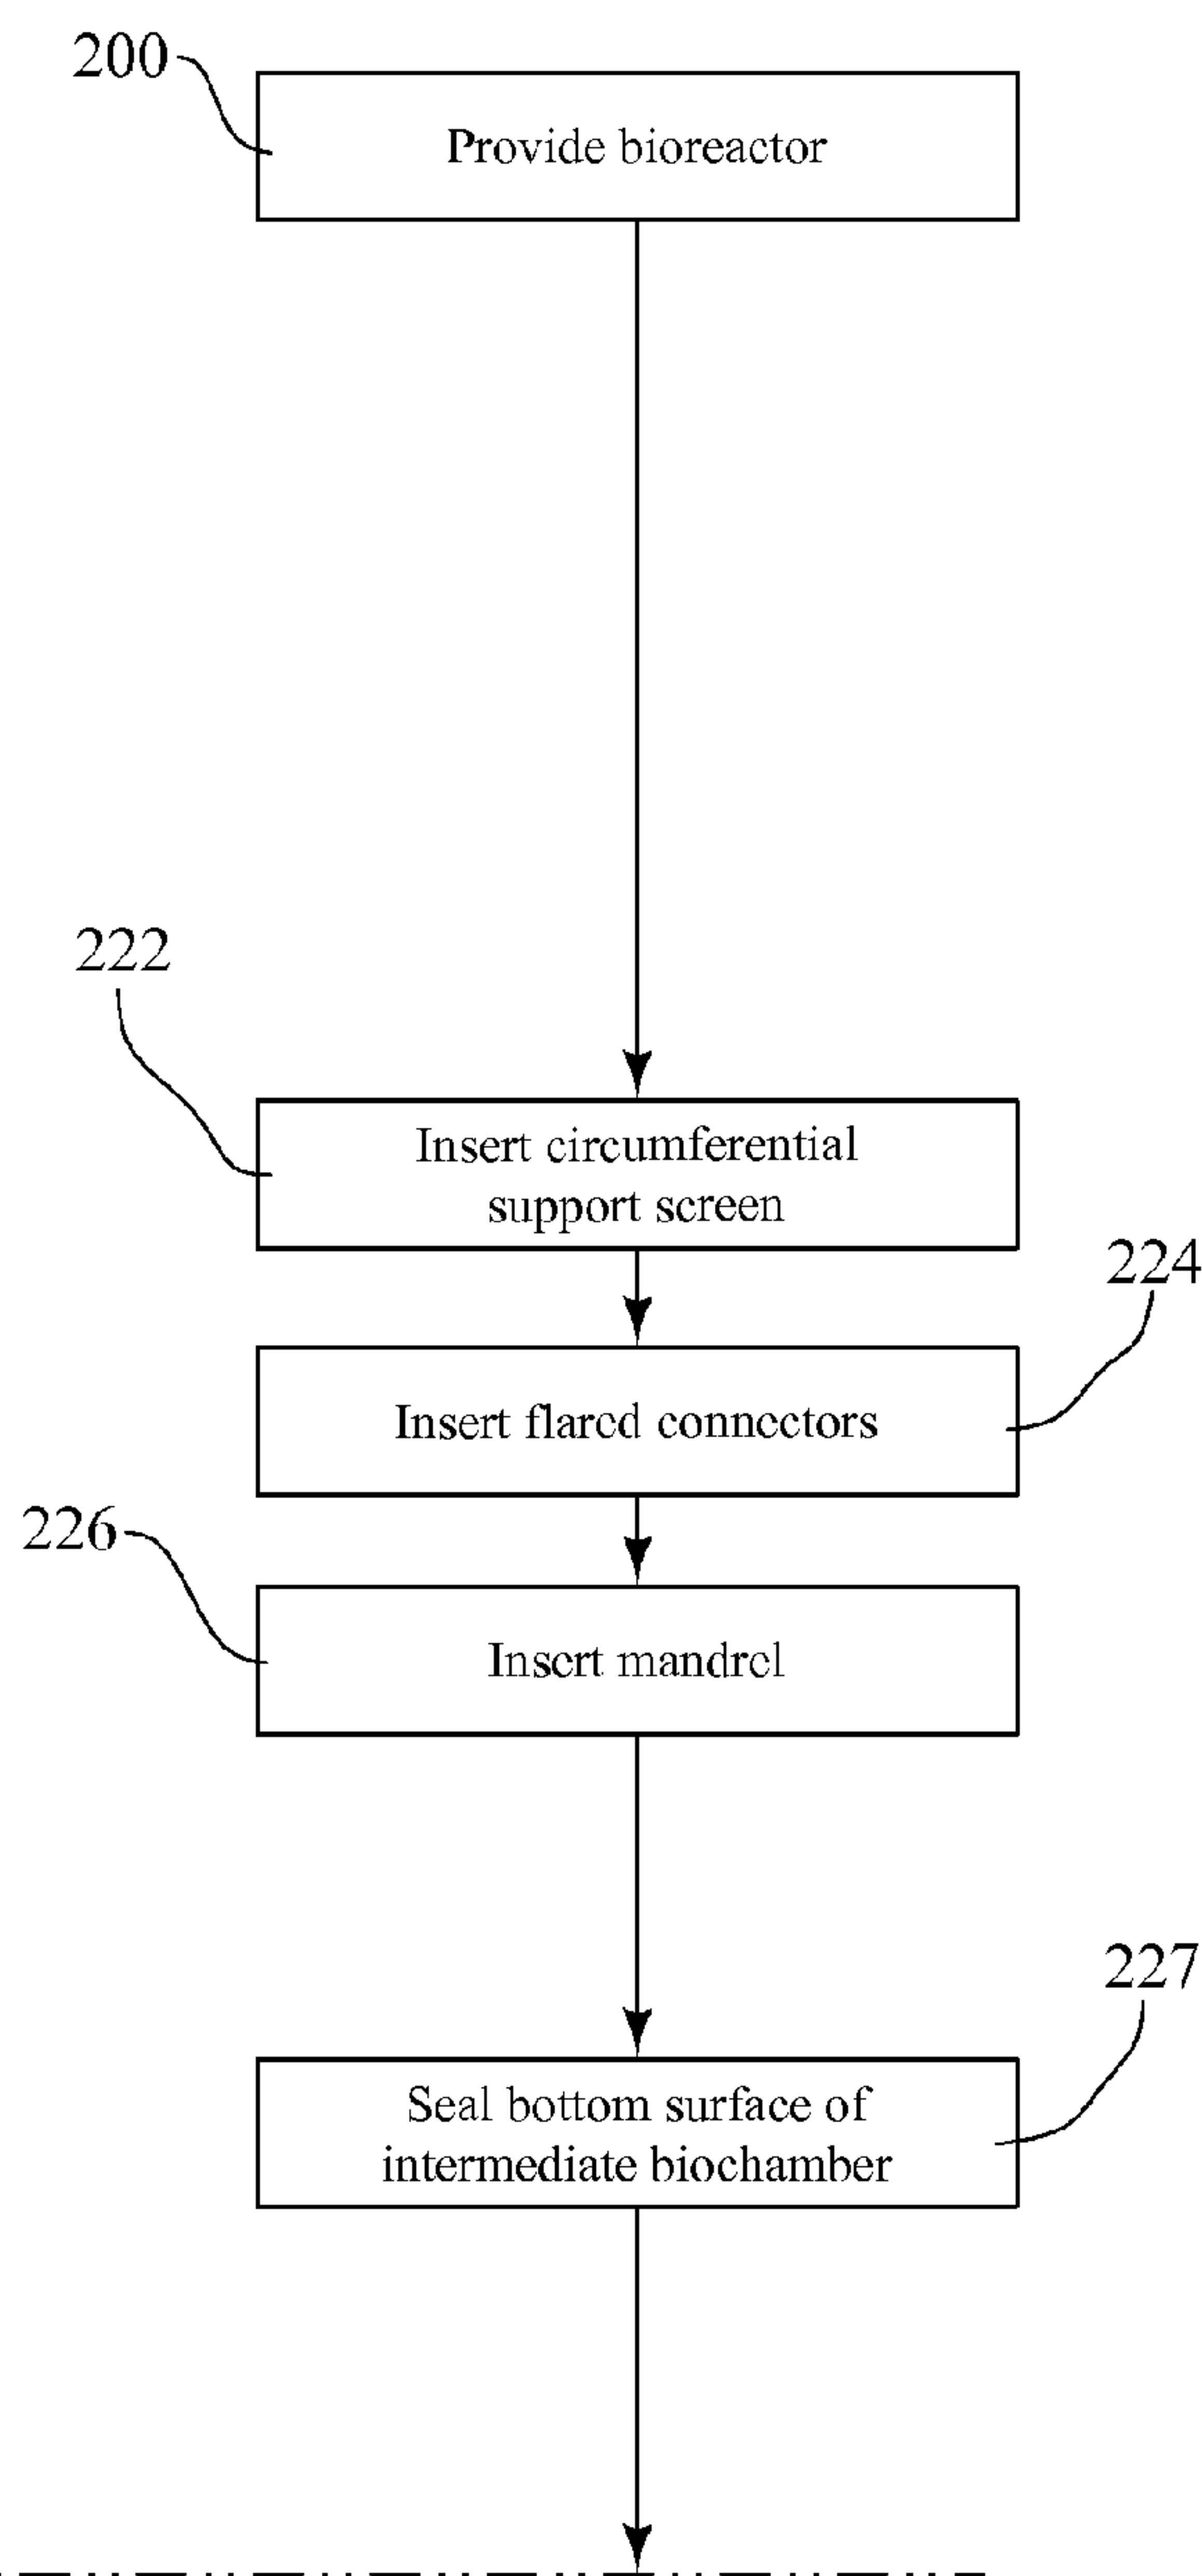 200
Provide bioreactor
222
Insert circumferential
support screen
224
Insert flared connectors
226
Insert mandrel
227
Seal bottom surface of
intermediate biochamber